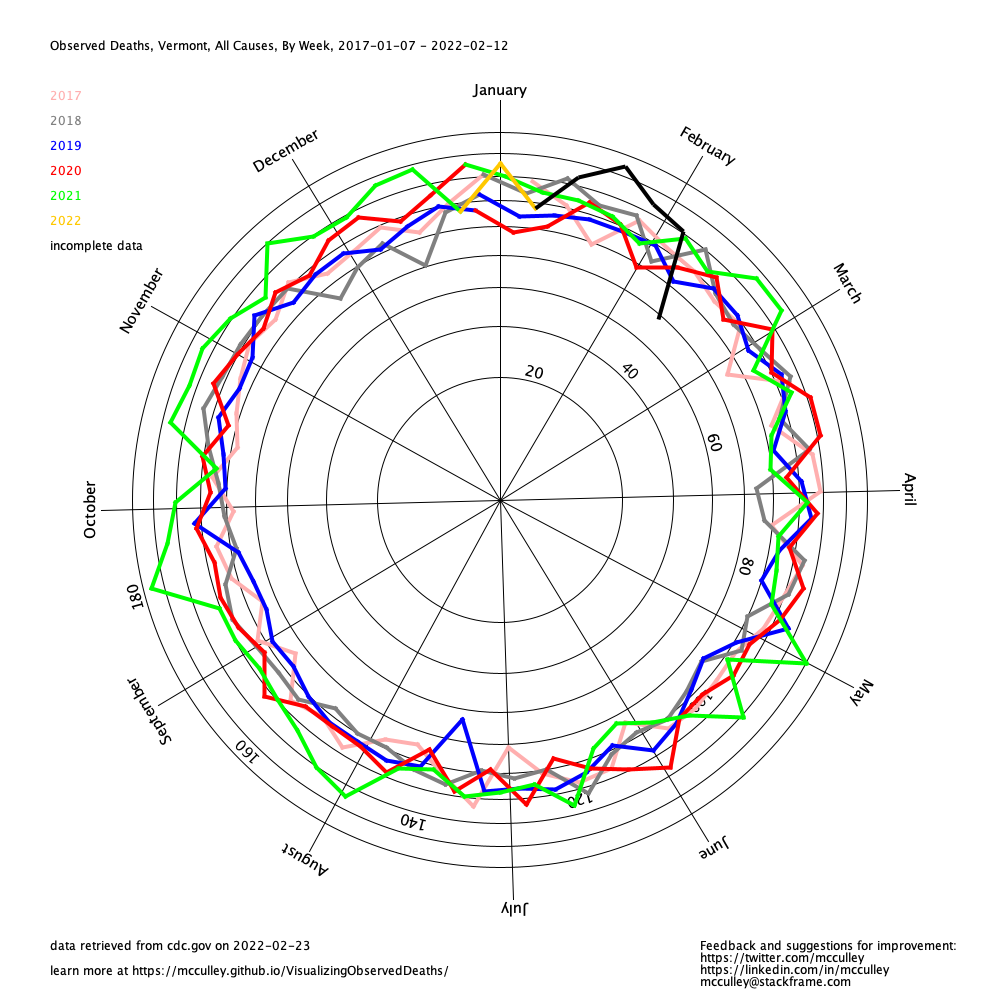 Observed Deaths, Vermont, All Causes, By Week, 2017-01-07 - 2022-02-12
January
2017
2018
2019
2020
2021
2022
incomplete data
December
February
November
March
20
40
60
October
April
80
180
September
May
160
140
120
August
June
July
data retrieved from cdc.gov on 2022-02-23
learn more at https://mcculley.github.io/VisualizingObservedDeaths/
Feedback and suggestions for improvement:
https://twitter.com/mcculley
https://linkedin.com/in/mcculley
mcculley@stackframe.com